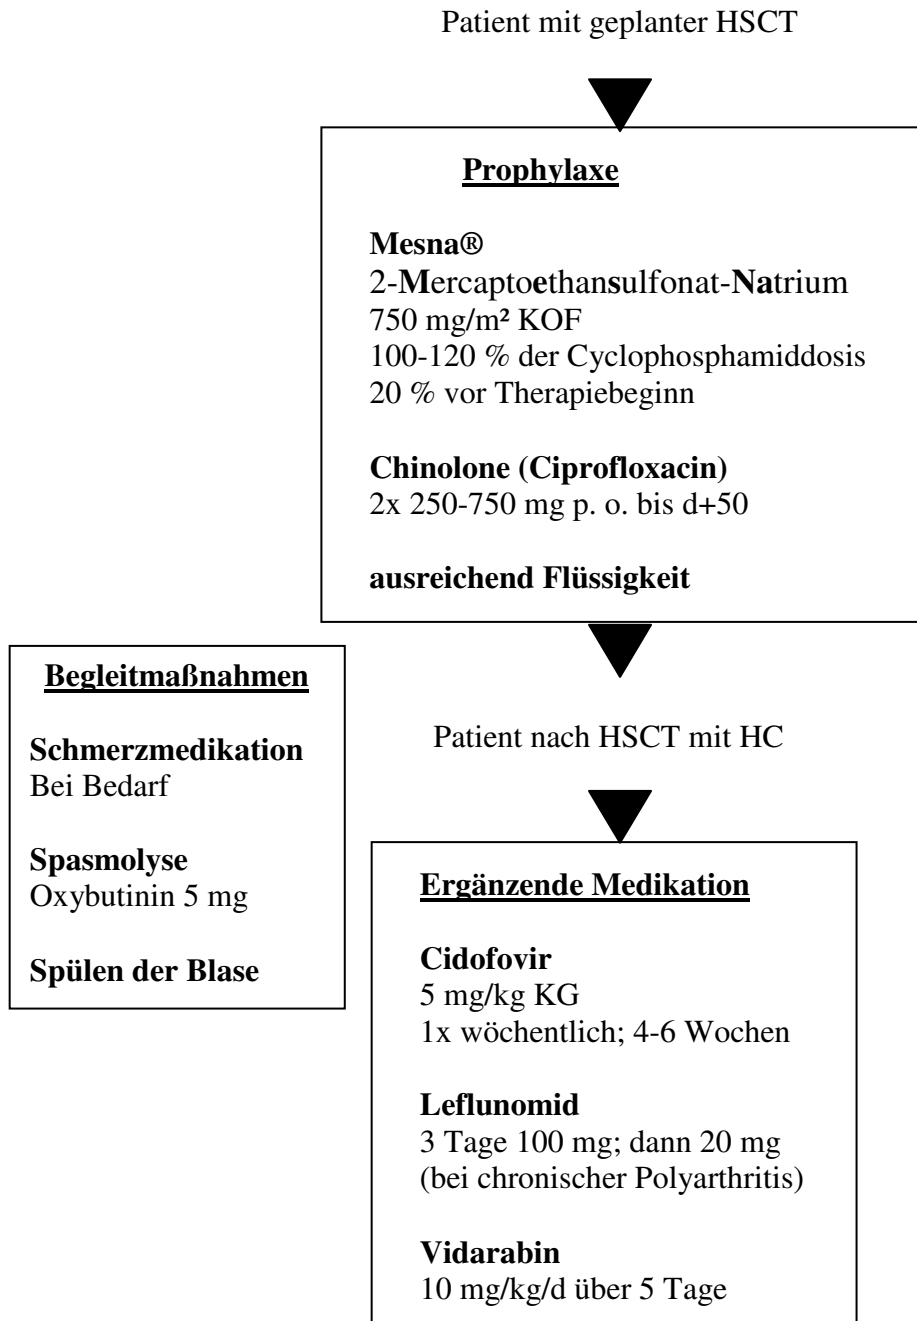 Patient mit geplanter HSCT
Prophylaxe
Mesna®
2-Mercaptoethansulfonat-Natrium
750 mg/m² KOF
100-120 % der Cyclophosphamiddosis
20 % vor Therapiebeginn
Chinolone (Ciprofloxacin)
2x 250-750 mg p. o. bis d+50
ausreichend Flüssigkeit
Begleitmaßnahmen
Schmerzmedikation
Bei Bedarf
Spasmolyse
Oxybutinin 5 mg
Spülen der Blase
Patient nach HSCT mit HC
Ergänzende Medikation
Cidofovir
5 mg/kg KG
1x wöchentlich; 4-6 Wochen
Leflunomid
3 Tage 100 mg; dann 20 mg
(bei chronischer Polyarthritis)
Vidarabin
10 mg/kg/d über 5 Tage